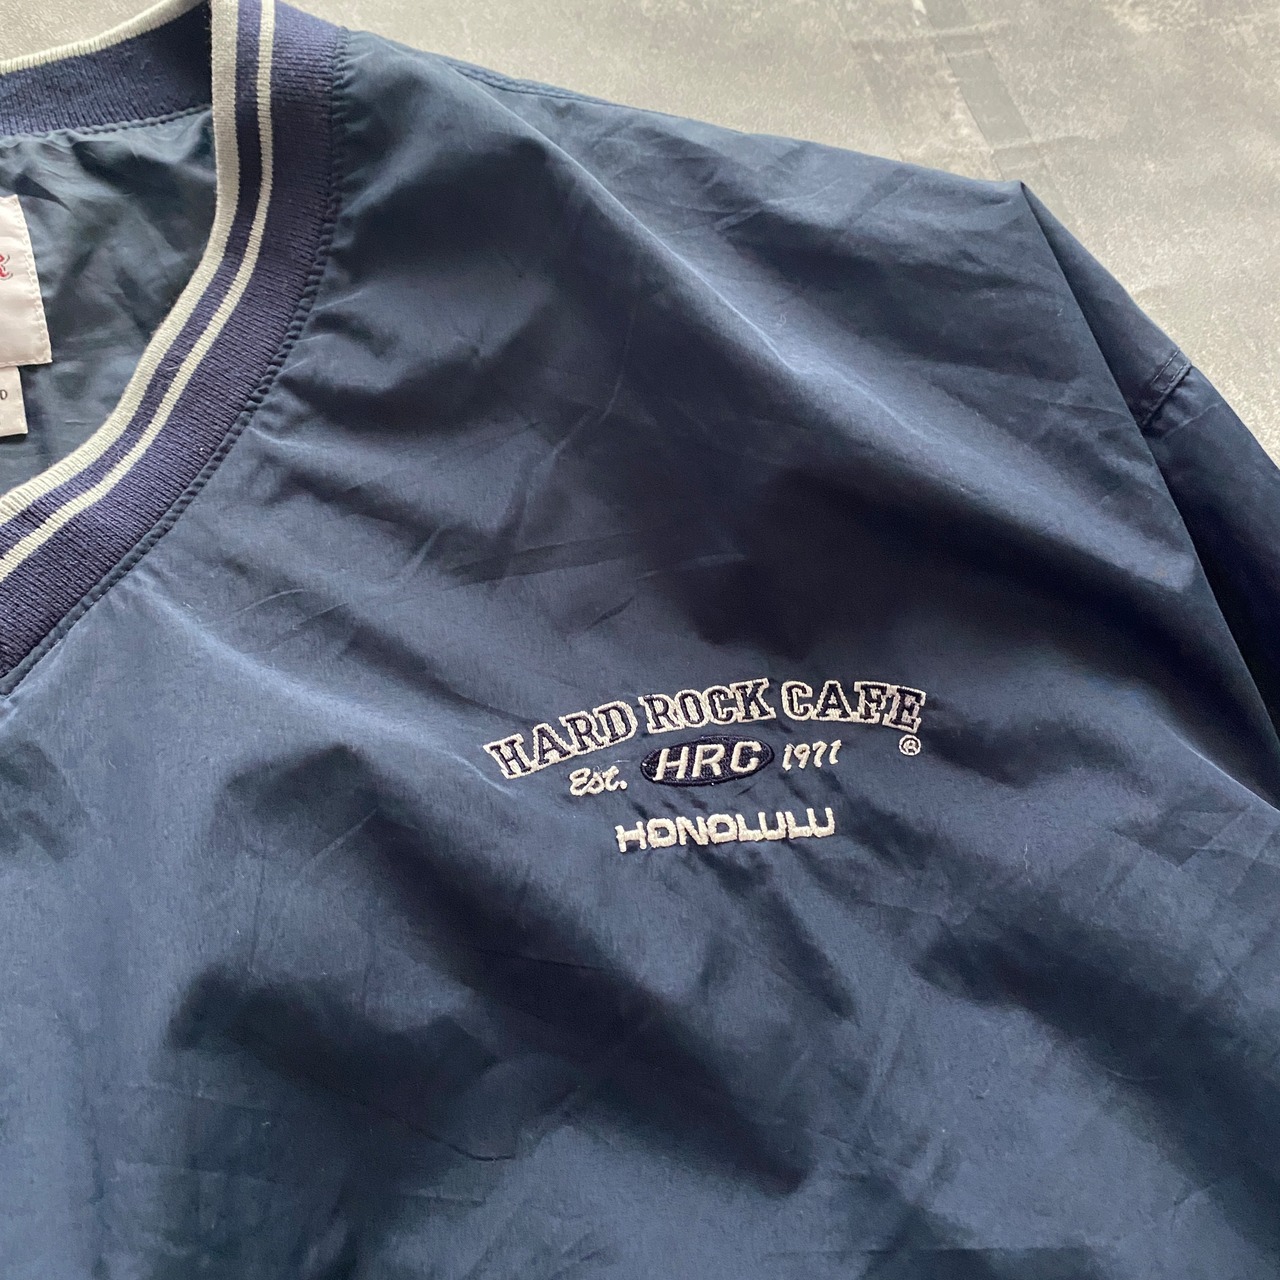 HARD ROCK CAFE
®
Est. HRC 1971
HONOLULU